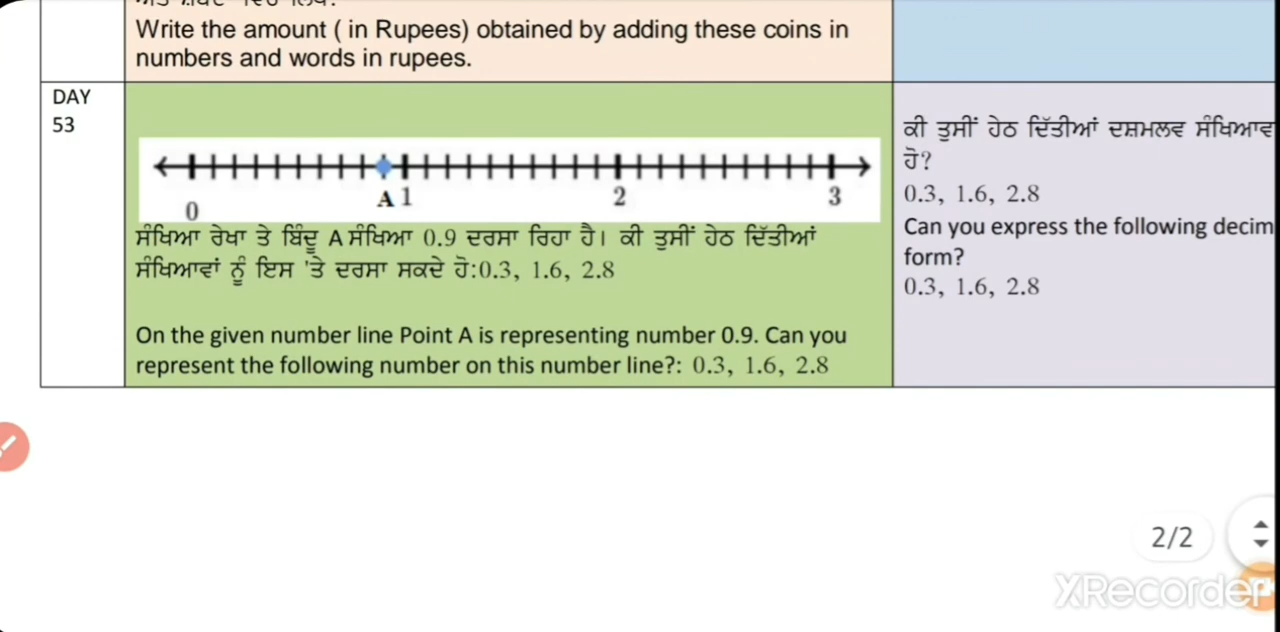 Write the amount ( in Rupees) obtained by adding these coins in
numbers and words in rupees.
DAY
53
A 1
2
3
0
ਸੰਖਿਆ ਰੇਖਾ ਤੇ ਬਿੰਦੂ A ਸੰਖਿਆ 0.9 ਦਰਸਾ ਰਿਹਾ ਹੈ। ਕੀ ਤੁਸੀਂ ਹੇਠ ਦਿੱਤੀਆਂ
ਸੰਖਿਆਵਾਂ ਨੂੰ ਇਸ 'ਤੇ ਦਰਸਾ ਸਕਦੇ ਹੋ:0.3, 1.6, 2.8
On the given number line Point A is representing number 0.9. Can you
represent the following number on this number line?: 0.3, 1.6, 2.8
ਕੀ ਤੁਸੀਂ ਹੇਠ ਦਿੱਤੀਆਂ ਦਸ਼ਮਲਵ ਸੰਖਿਆਵ
ਹੋ?
0.3, 1.6, 2.8
Can you express the following decim
form?
0.3, 1.6, 2.8
2/2
XRecorder